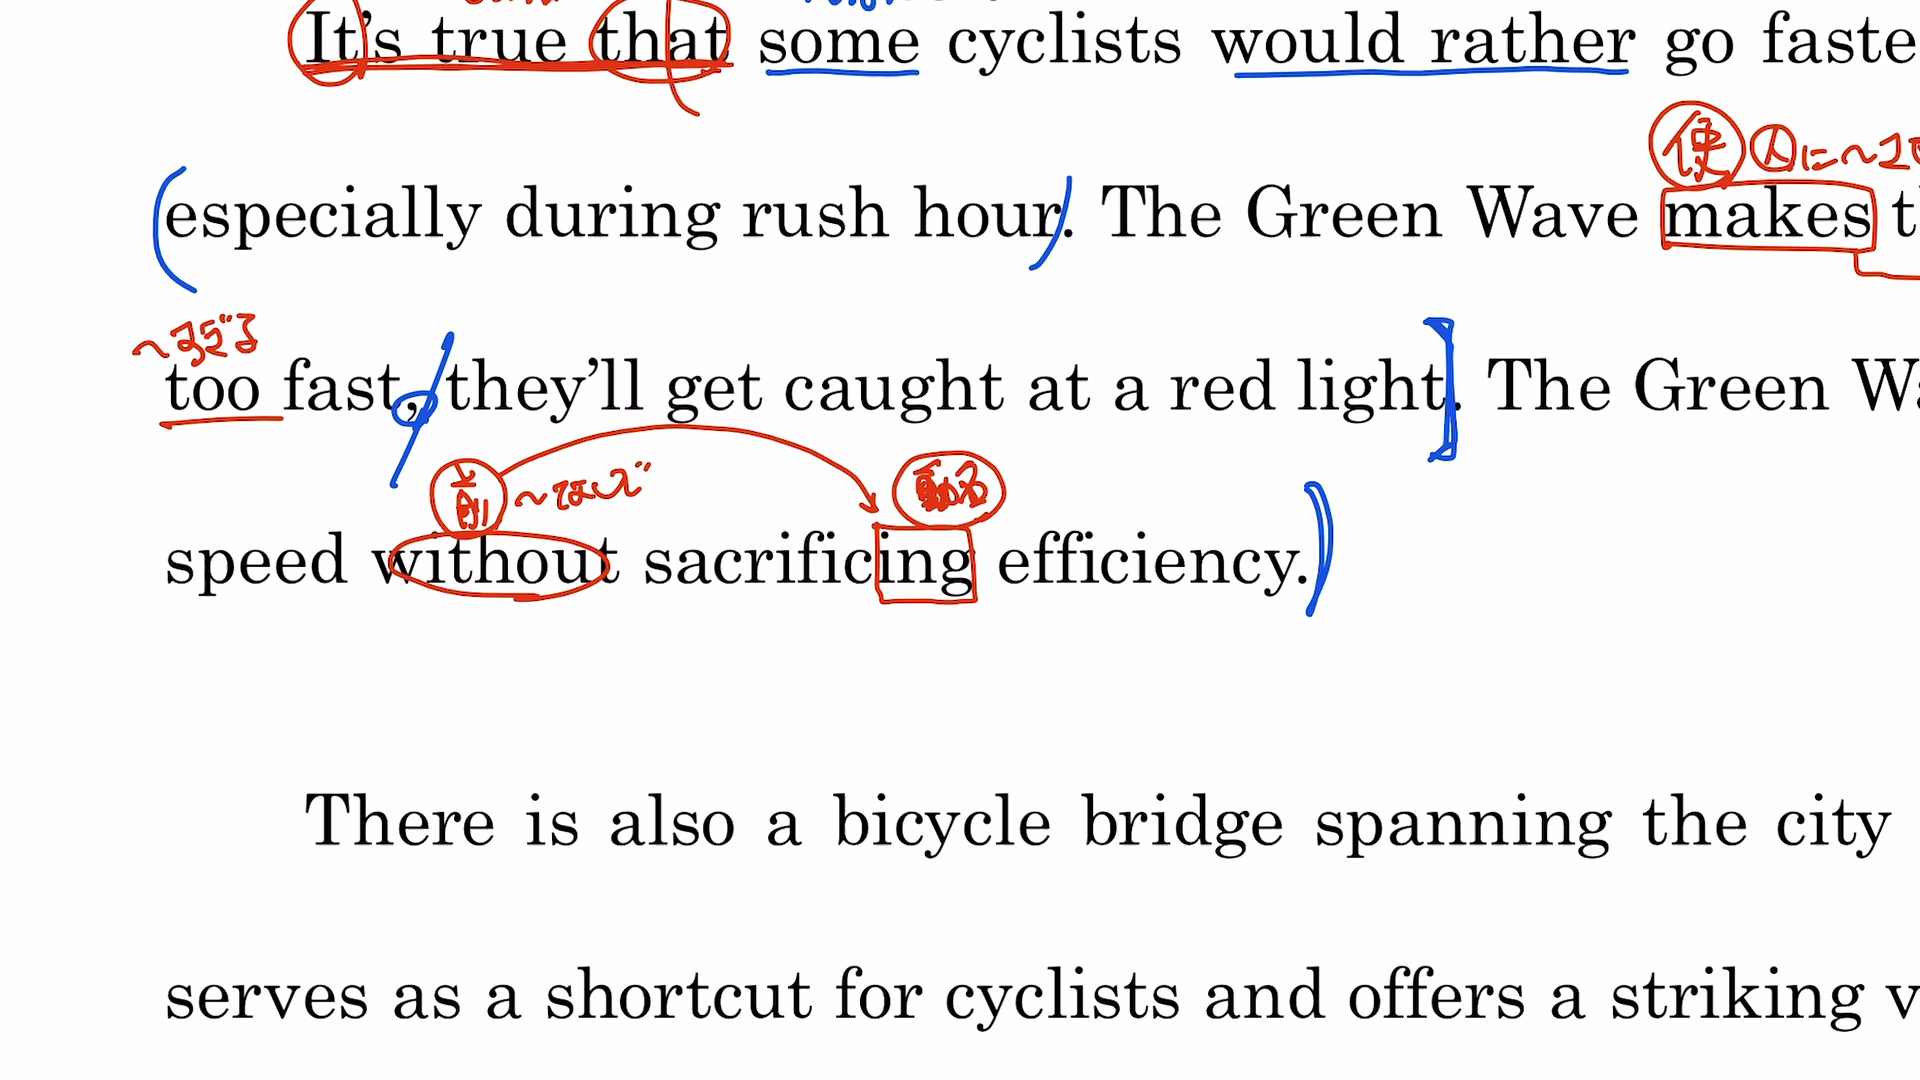 It's true that some cyclists would rather go faste
使 人に~
especially during rush hour. The Green Wave makes t
~すぎる
too fast, they'll get caught at a red light. The Green W
前 ~ないで 動名
speed without sacrificing efficiency.
There is also a bicycle bridge spanning the city
serves as a shortcut for cyclists and offers a striking v